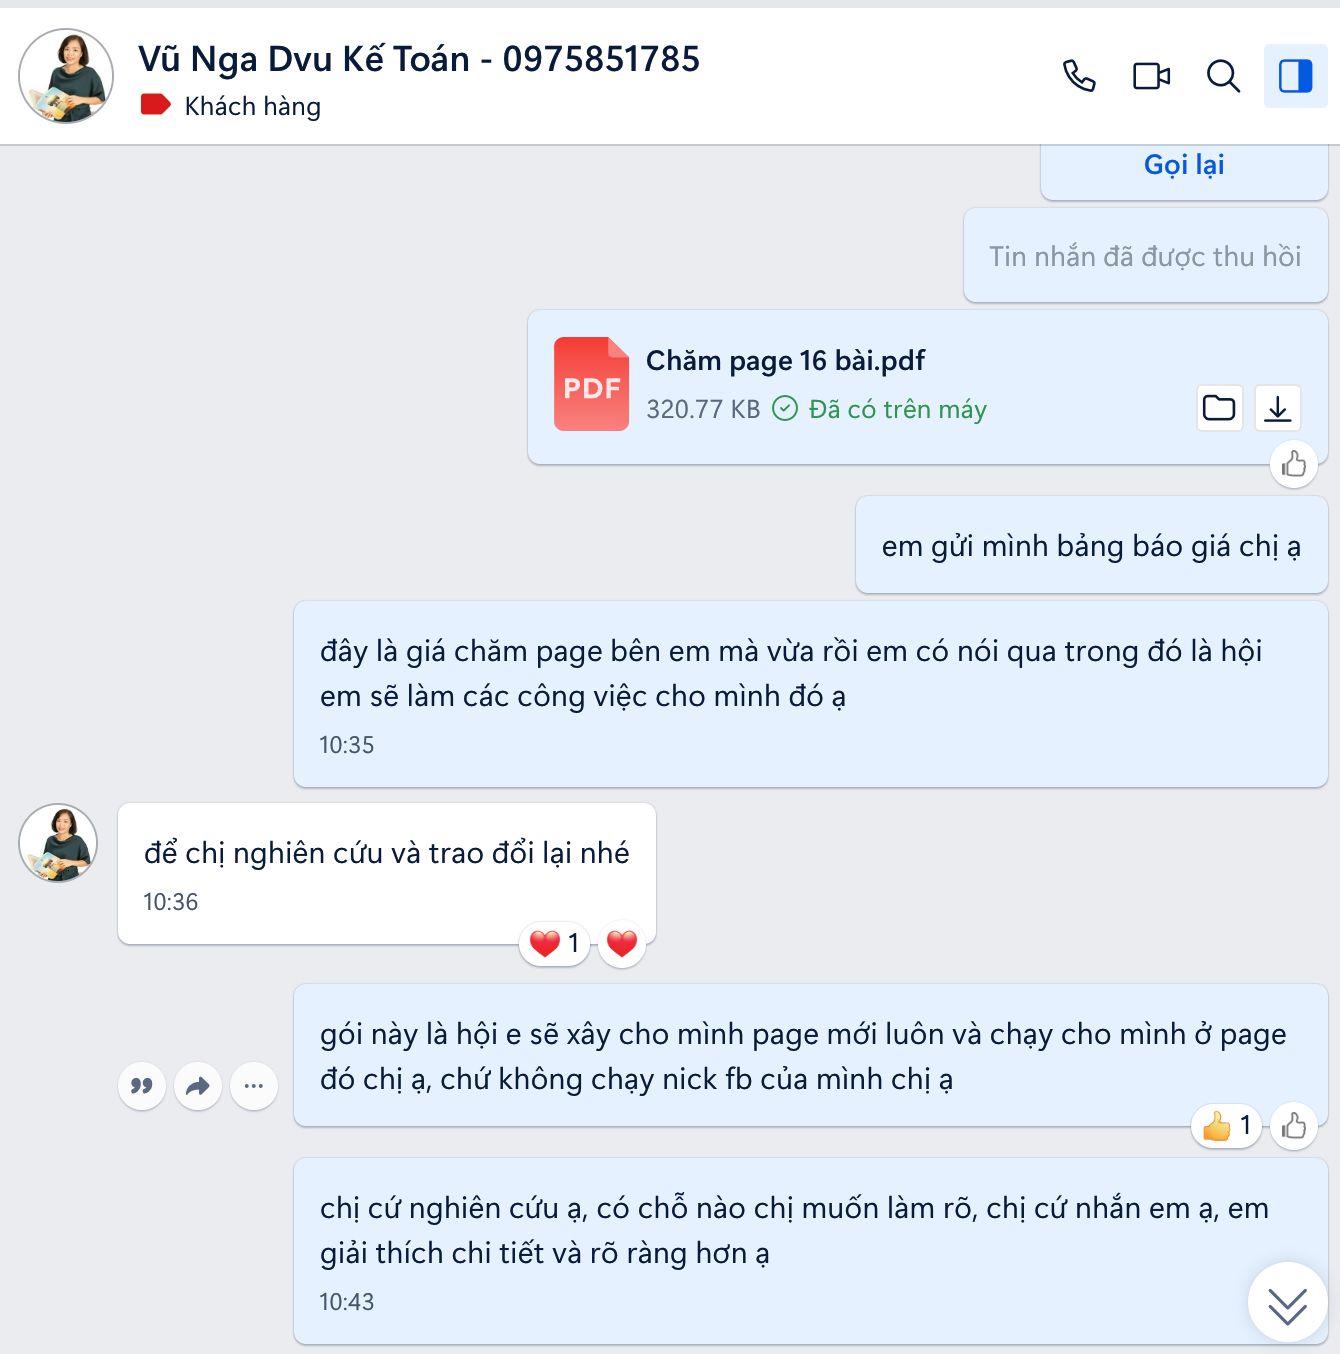 Vũ Nga Dvu Kế Toán - 0975851785
Khách hàng
Gọi lại
Tin nhắn đã được thu hồi
PDF
Chăm page 16 bài.pdf
320.77 KB Đã có trên máy
em gửi mình bảng báo giá chị ạ
đây là giá chăm page bên em mà vừa rồi em có nói qua trong đó là hội
em sẽ làm các công việc cho mình đó ạ
10:35
để chị nghiên cứu và trao đổi lại nhé
10:36
1
gói này là hội e sẽ xây cho mình page mới luôn và chạy cho mình ở page
đó chị ạ, chứ không chạy nick fb của mình chị ạ
1
chị cứ nghiên cứu ạ, có chỗ nào chị muốn làm rõ, chị cứ nhắn em ạ, em
giải thích chi tiết và rõ ràng hơn ạ
10:43